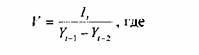 V = I_t / (Y_{t-1} − Y_{t-2}) , где